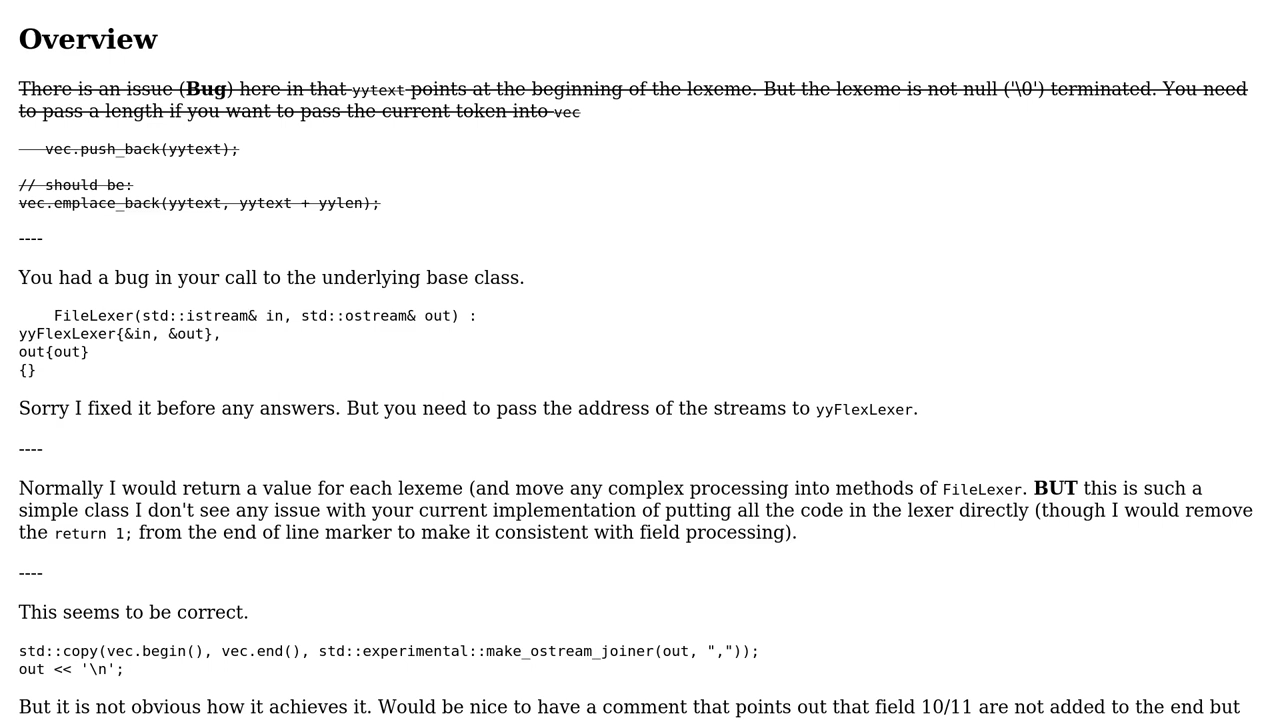 Overview
There is an issue (Bug) here in that yytext points at the beginning of the lexeme. But the lexeme is not null ('\0') terminated. You need
to pass a length if you want to pass the current token into vec
vec.push_back(yytext);
// should be:
vec.emplace_back(yytext, yytext + yylen);
----
You had a bug in your call to the underlying base class.
FileLexer(std::istream& in, std::ostream& out) :
yyFlexLexer{&in, &out},
out{out}
{}
Sorry I fixed it before any answers. But you need to pass the address of the streams to yyFlexLexer.
----
Normally I would return a value for each lexeme (and move any complex processing into methods of FileLexer. BUT this is such a
simple class I don't see any issue with your current implementation of putting all the code in the lexer directly (though I would remove
the return 1; from the end of line marker to make it consistent with field processing).
----
This seems to be correct.
std::copy(vec.begin(), vec.end(), std::experimental::make_ostream_joiner(out, ","));
out << '\n';
But it is not obvious how it achieves it. Would be nice to have a comment that points out that field 10/11 are not added to the end but